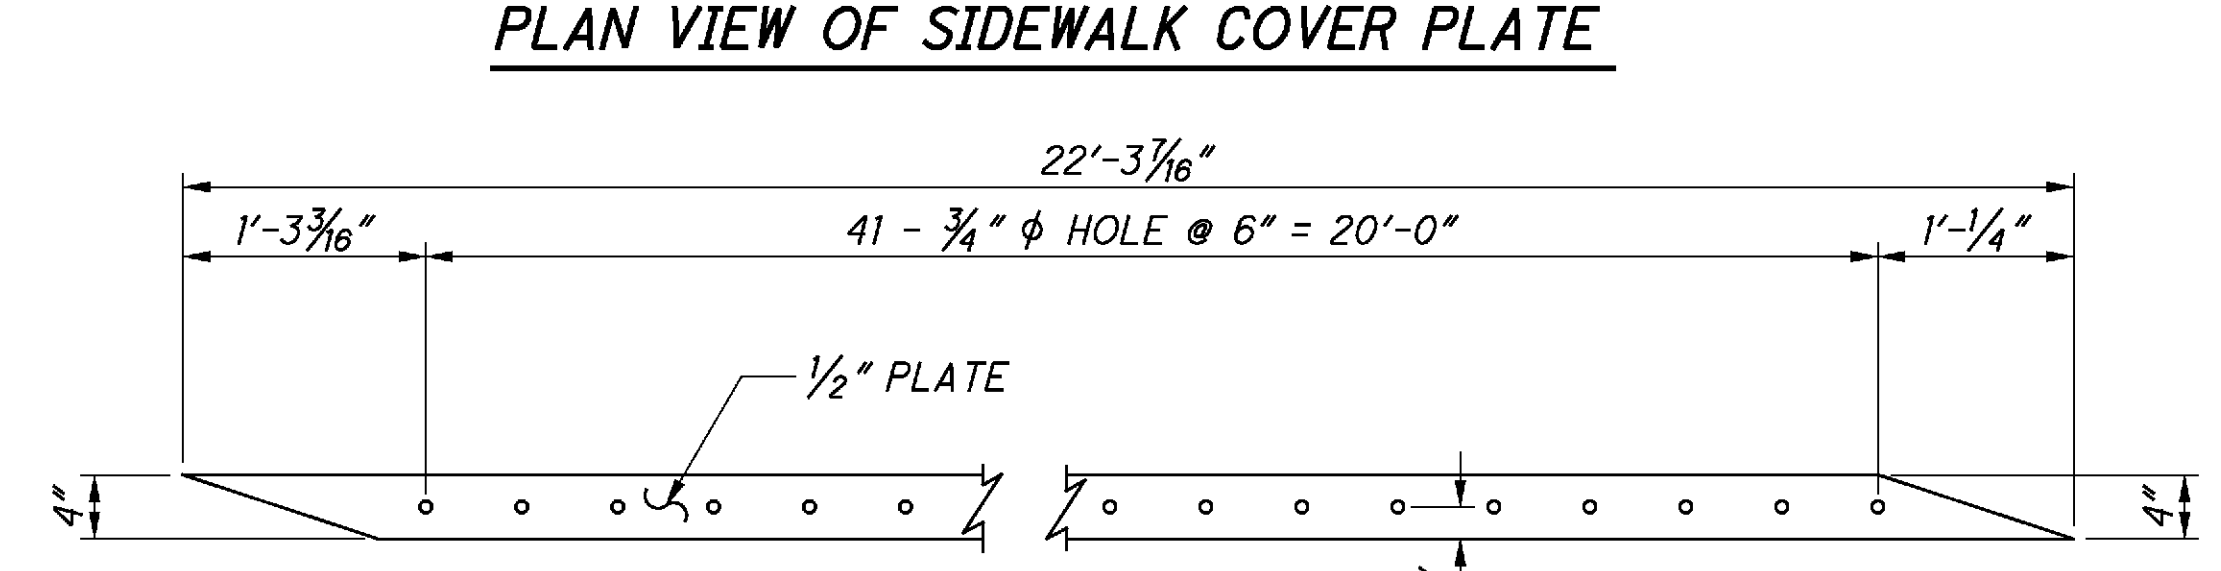 PLAN VIEW OF SIDEWALK COVER PLATE
22'-3 7/16"
1'-3 3/16"
41 - 3/4" ϕ HOLE @ 6" = 20'-0"
1'-1/4"
1/2" PLATE
4"
4"